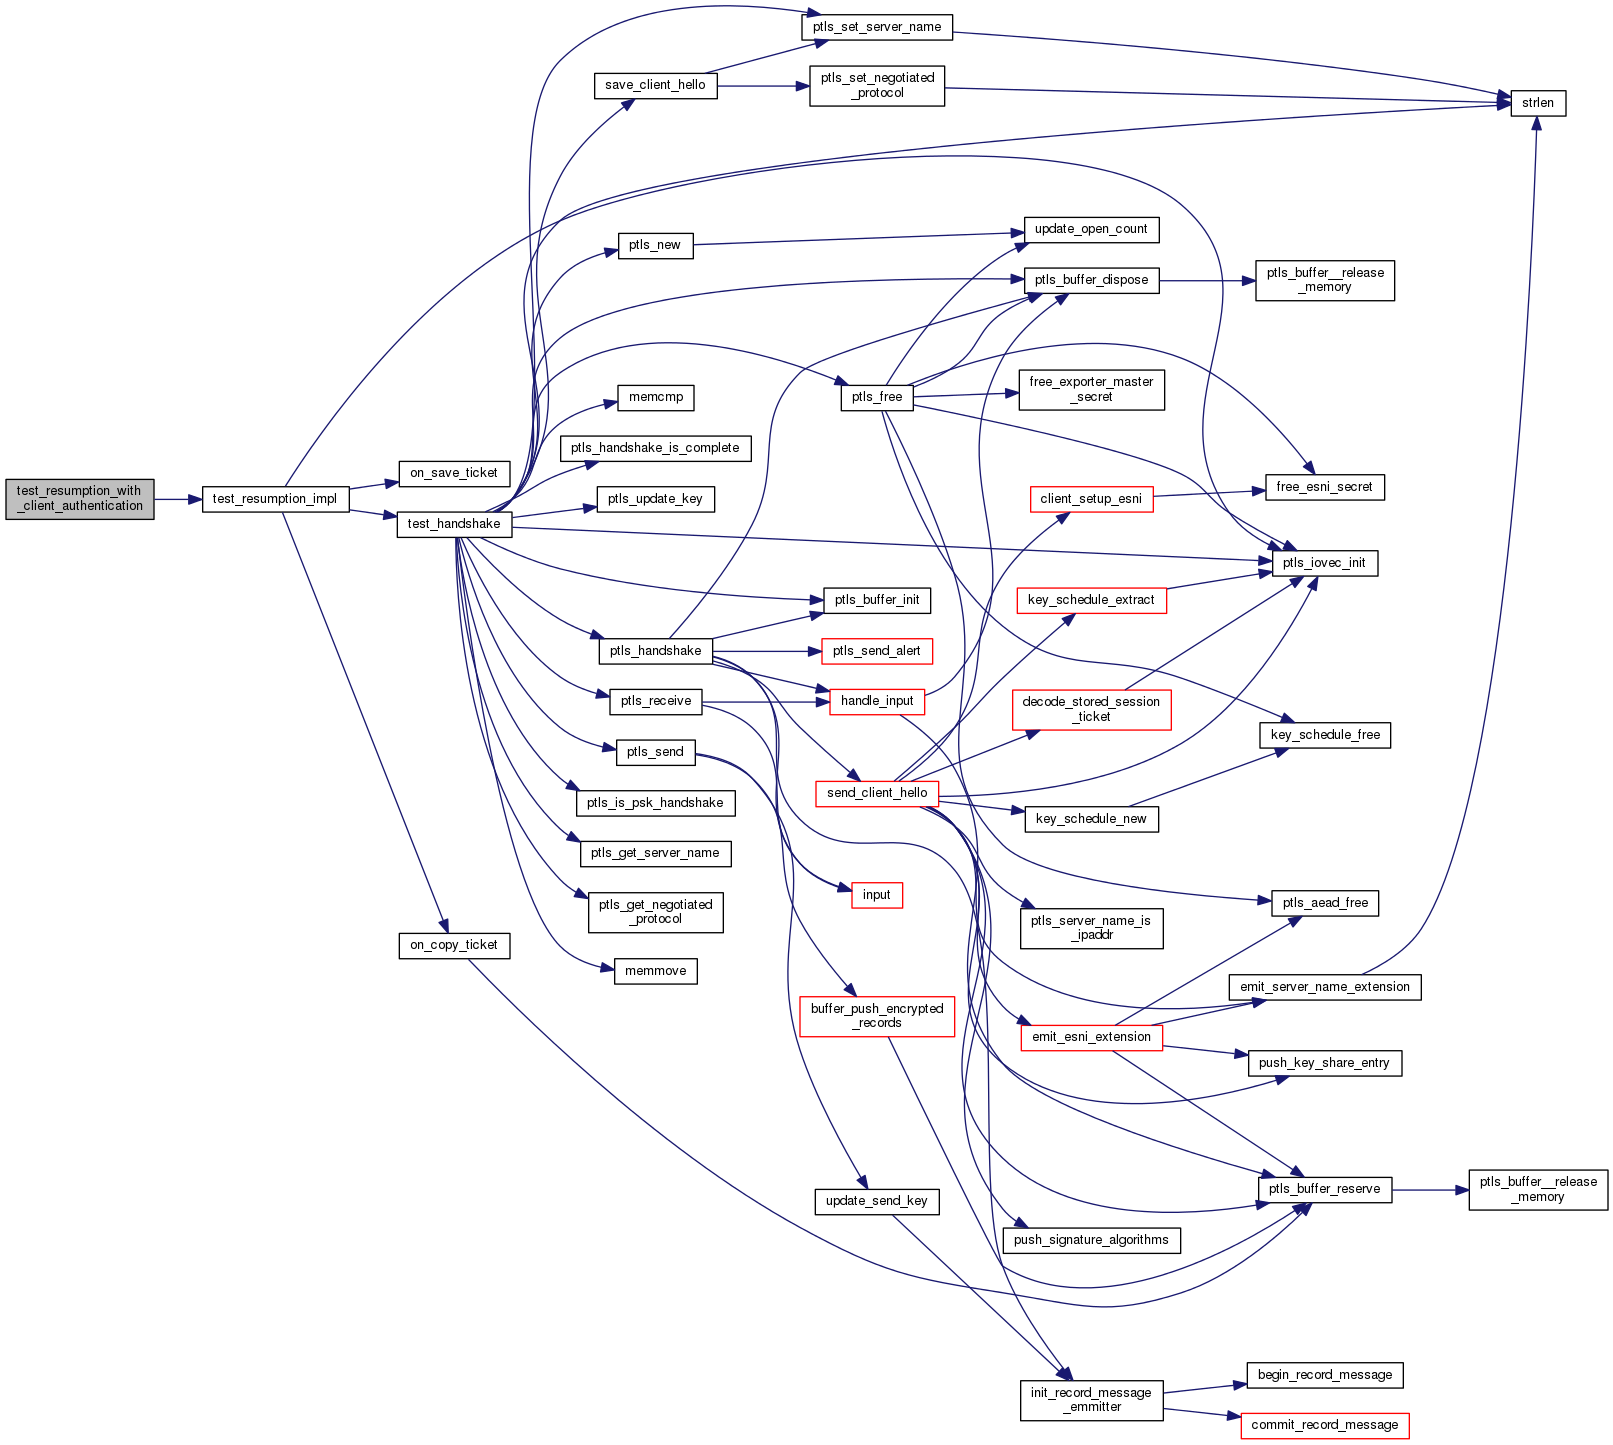 ptls_set_server_name
save_client_hello
ptls_set_negotiated
_protocol
strlen
ptls_new
update_open_count
ptls_buffer_dispose
ptls_buffer__release
_memory
memcmp
ptls_free
free_exporter_master
_secret
ptls_handshake_is_complete
on_save_ticket
test_resumption_with
_client_authentication
test_resumption_impl
ptls_update_key
client_setup_esni
free_esni_secret
test_handshake
ptls_iovec_init
ptls_buffer_init
key_schedule_extract
ptls_handshake
ptls_send_alert
ptls_receive
handle_input
decode_stored_session
_ticket
key_schedule_free
ptls_send
send_client_hello
ptls_is_psk_handshake
key_schedule_new
ptls_get_server_name
input
ptls_aead_free
ptls_get_negotiated
_protocol
ptls_server_name_is
_ipaddr
on_copy_ticket
memmove
emit_server_name_extension
buffer_push_encrypted
_records
emit_esni_extension
push_key_share_entry
update_send_key
ptls_buffer_reserve
ptls_buffer__release
_memory
push_signature_algorithms
init_record_message
_emmitter
begin_record_message
commit_record_message